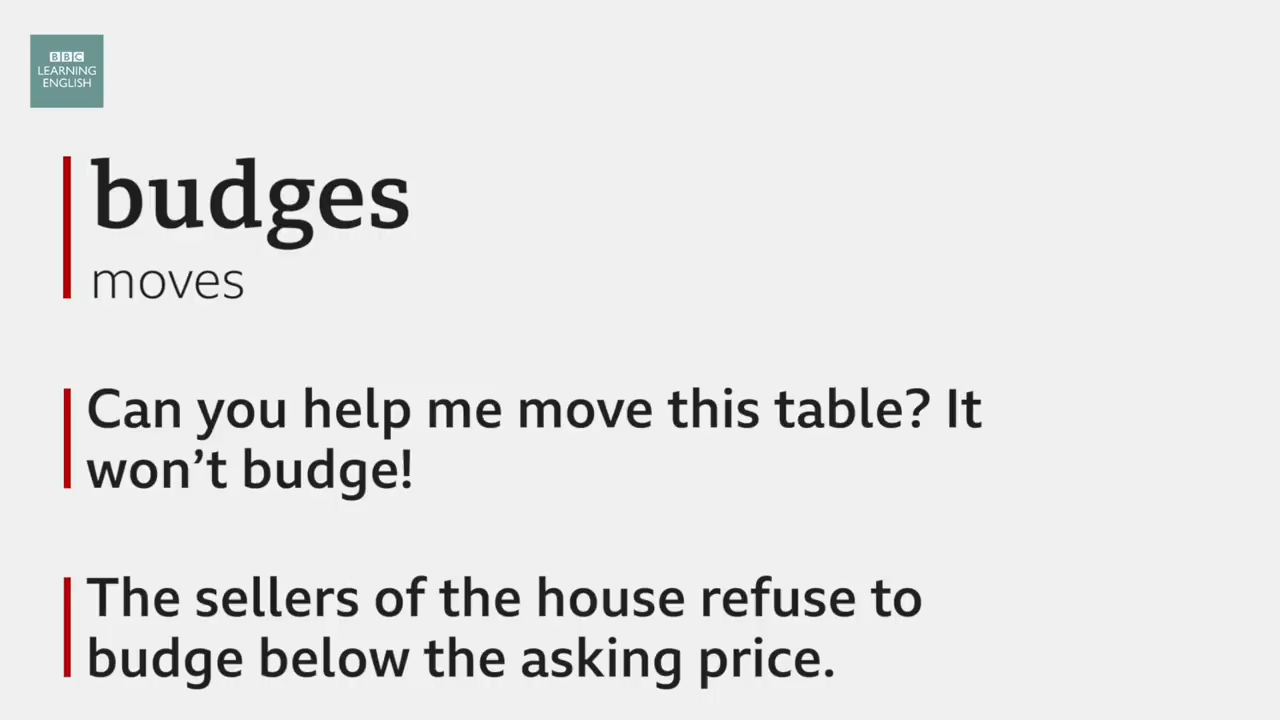 BBC
LEARNING
ENGLISH
budges
moves
Can you help me move this table? It
won’t budge!
The sellers of the house refuse to
budge below the asking price.